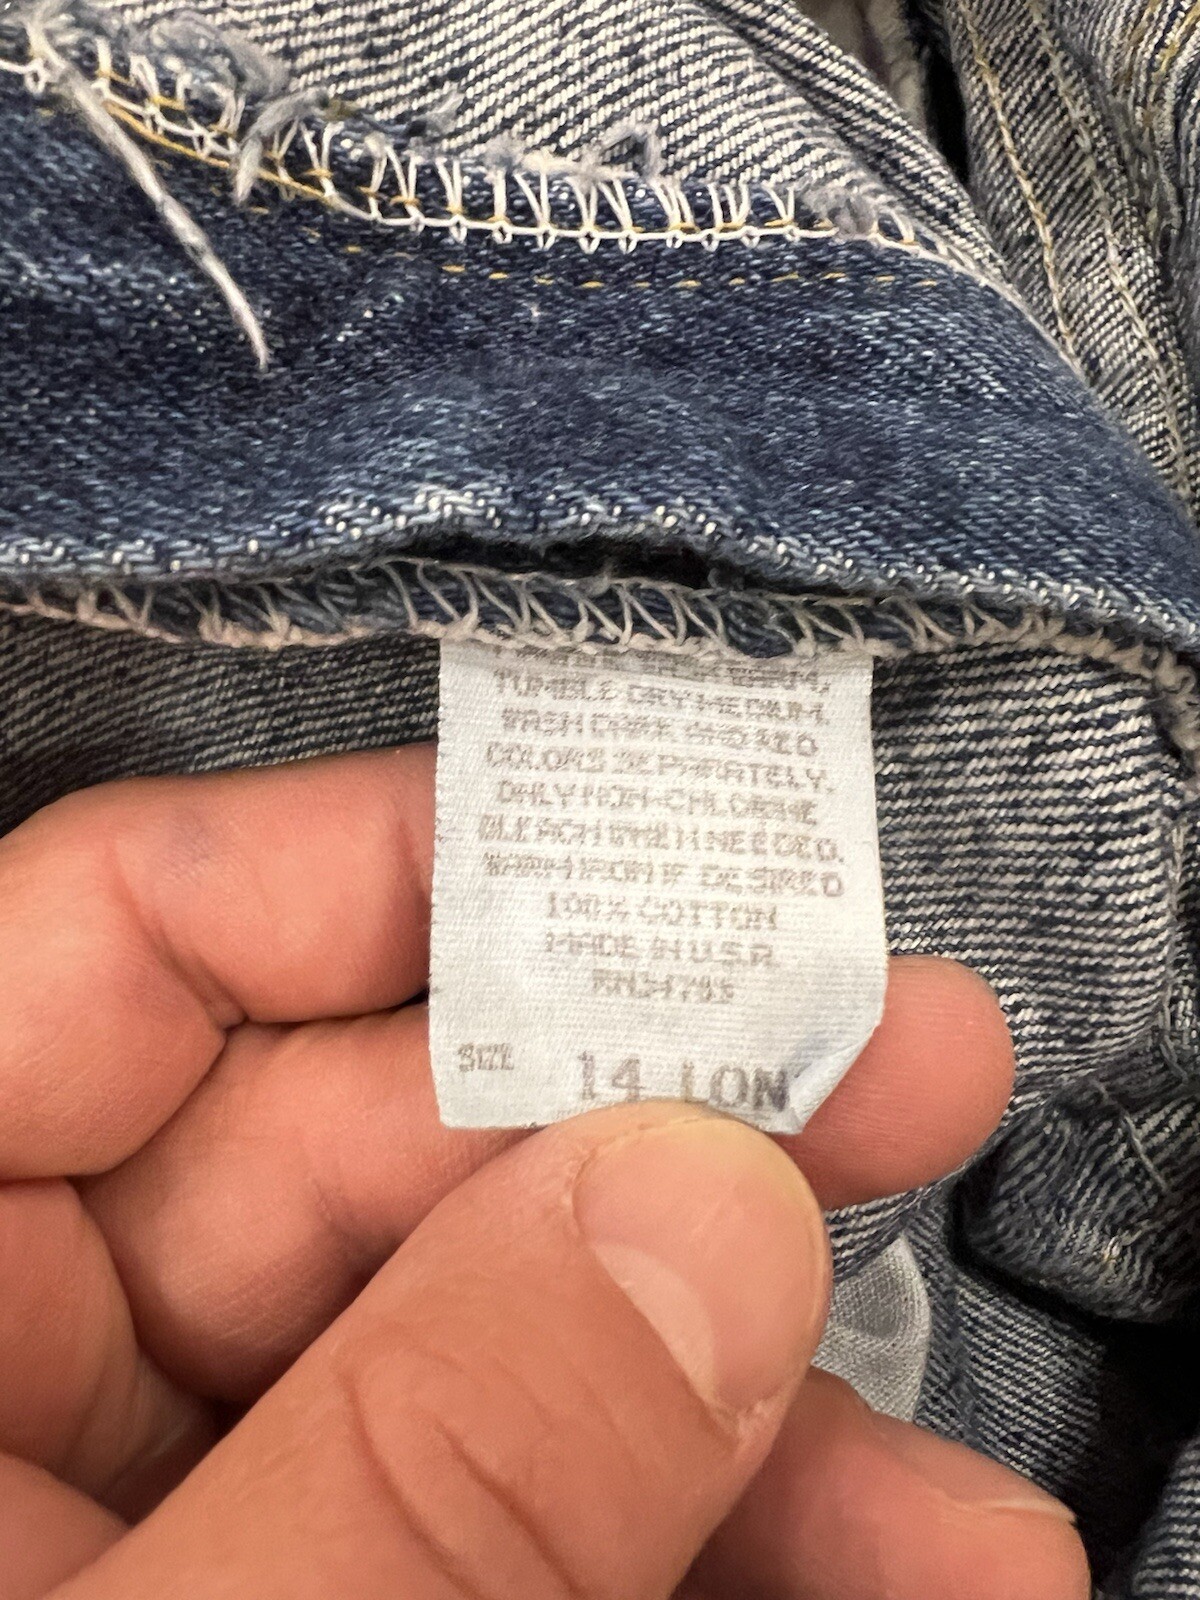 TUMBLE DRY MEDIUM.
WASH DARK AND RED
COLORS SEPARATELY.
ONLY NON-CHLORINE
BLEACH WHEN NEEDED.
WARM IRON IF DESIRED
100% COTTON
MADE IN U.S.A.
SIZE 14 LON